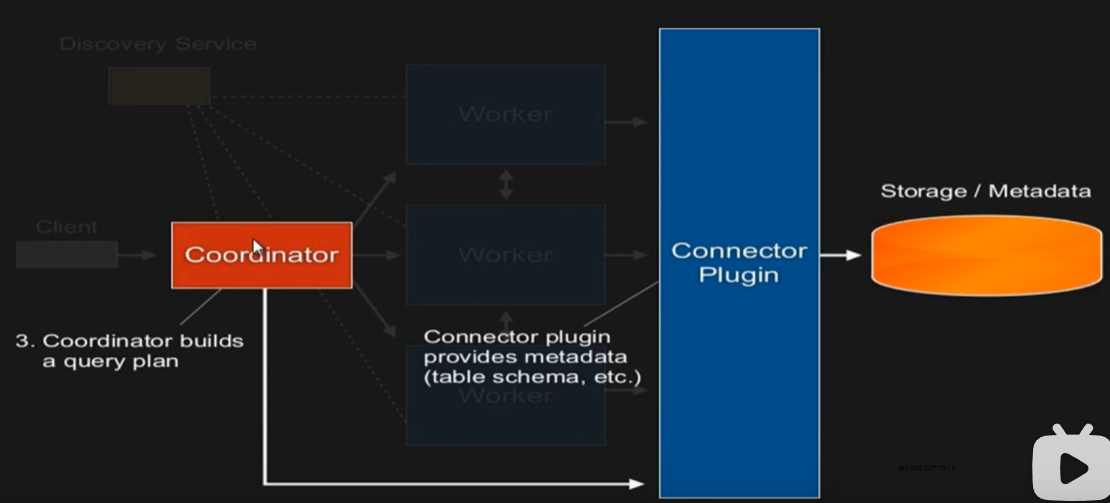 Discovery Service
Worker
Storage / Metadata
Client
Coordinator
Worker
Connector
Plugin
3. Coordinator builds
a query plan
Connector plugin
provides metadata
(table schema, etc.)
Worker